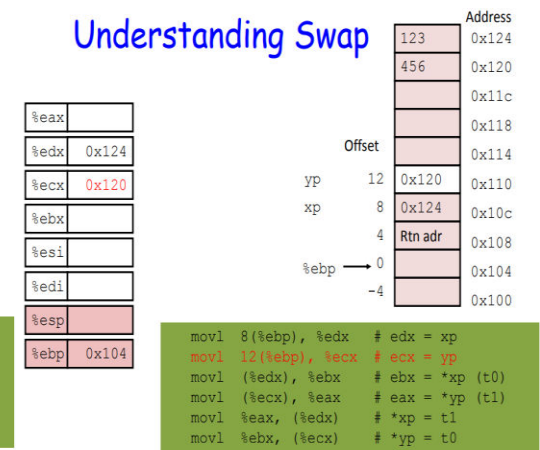 Understanding Swap
Address
123 0x124
456 0x120
0x11c
0x118
0x114
Offset
yp 12 0x120 0x110
xp 8 0x124 0x10c
4 Rtn adr 0x108
%ebp 0 0x104
-4 0x100
%eax
%edx 0x124
%ecx 0x120
%ebx
%esi
%edi
%esp
%ebp 0x104
movl 8(%ebp), %edx # edx = xp
movl 12(%ebp), %ecx # ecx = yp
movl (%edx), %ebx # ebx = *xp (t0)
movl (%ecx), %eax # eax = *yp (t1)
movl %eax, (%edx) # *xp = t1
movl %ebx, (%ecx) # *yp = t0